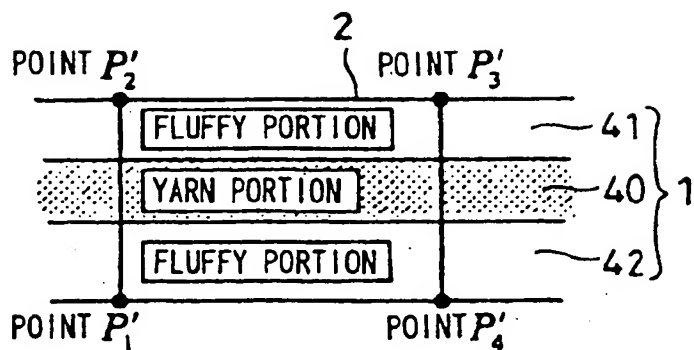 2
POINT P′₂ POINT P′₃
FLUFFY PORTION 41
YARN PORTION 40 1
FLUFFY PORTION 42
POINT P′₁ POINT P′₄